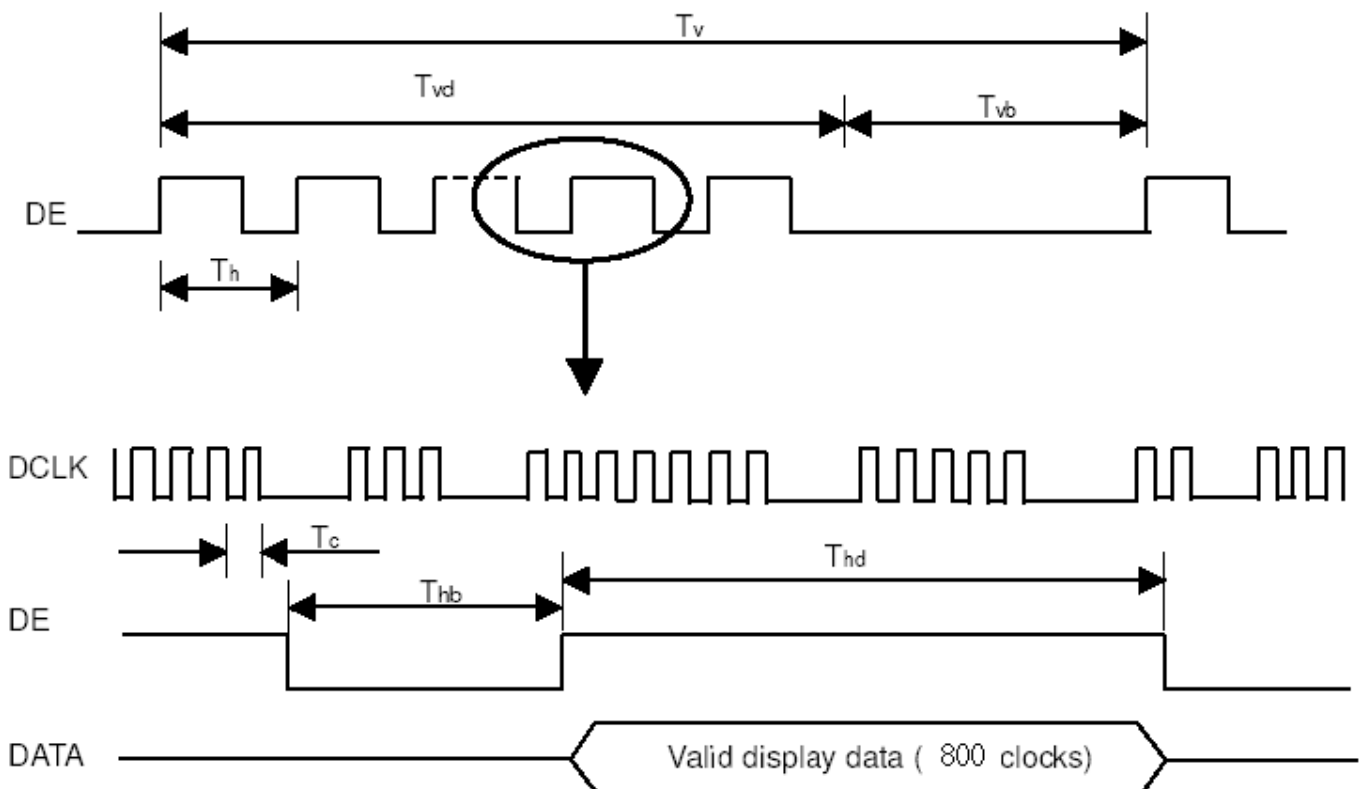 Tv
Tvd
Tvb
DE
Th
DCLK
Tc
Thd
Thb
DE
DATA
Valid display data ( 800 clocks)